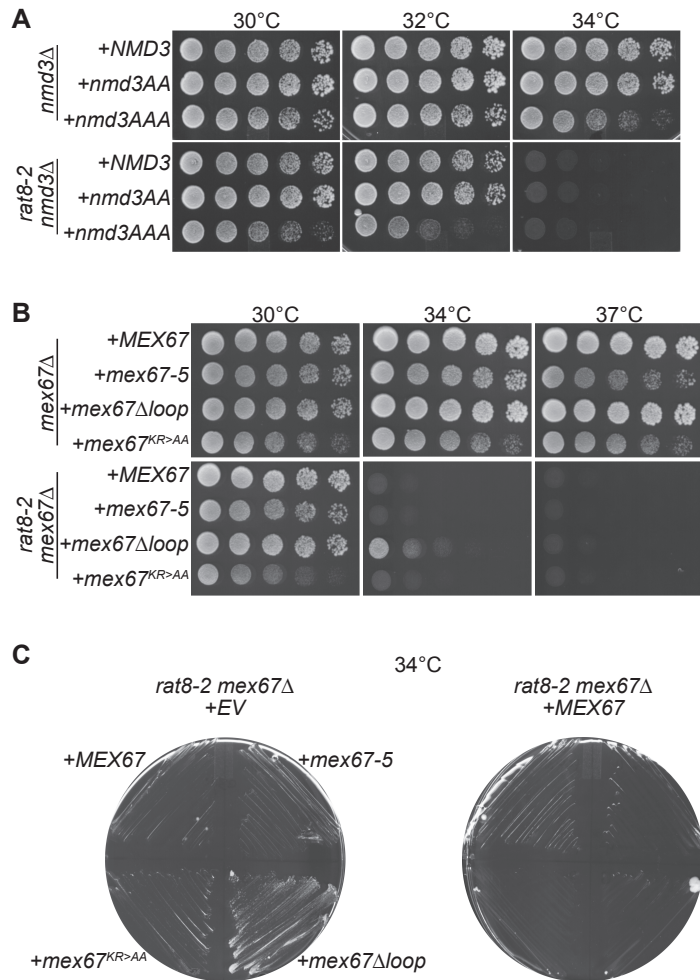 A
30°C 32°C 34°C
nmd3Δ
+NMD3
+nmd3AA
+nmd3AAA
rat8-2
nmd3Δ
+NMD3
+nmd3AA
+nmd3AAA
B
30°C 34°C 37°C
mex67Δ
+MEX67
+mex67-5
+mex67Δloop
+mex67KR>AA
rat8-2
mex67Δ
+MEX67
+mex67-5
+mex67Δloop
+mex67KR>AA
C
34°C
rat8-2 mex67Δ rat8-2 mex67Δ
+EV +MEX67
+MEX67 +mex67-5
+mex67KR>AA +mex67Δloop